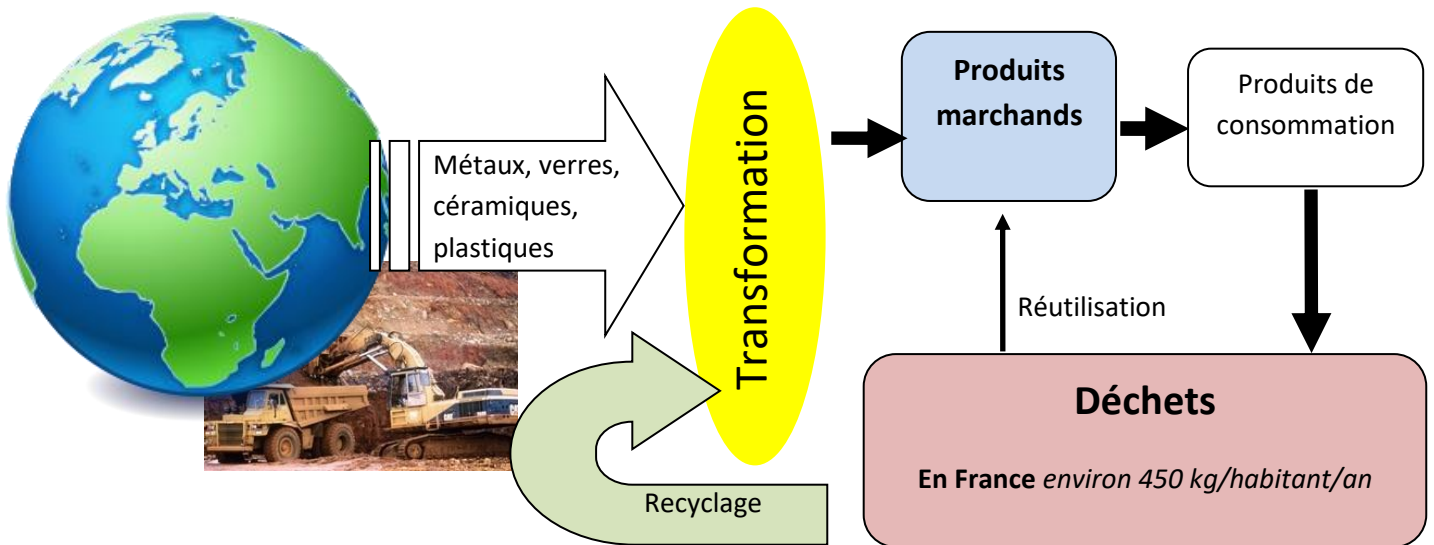 Métaux, verres,
céramiques,
plastiques
Transformation
Produits
marchands
Produits de
consommation
Réutilisation
Déchets
En France environ 450 kg/habitant/an
Recyclage